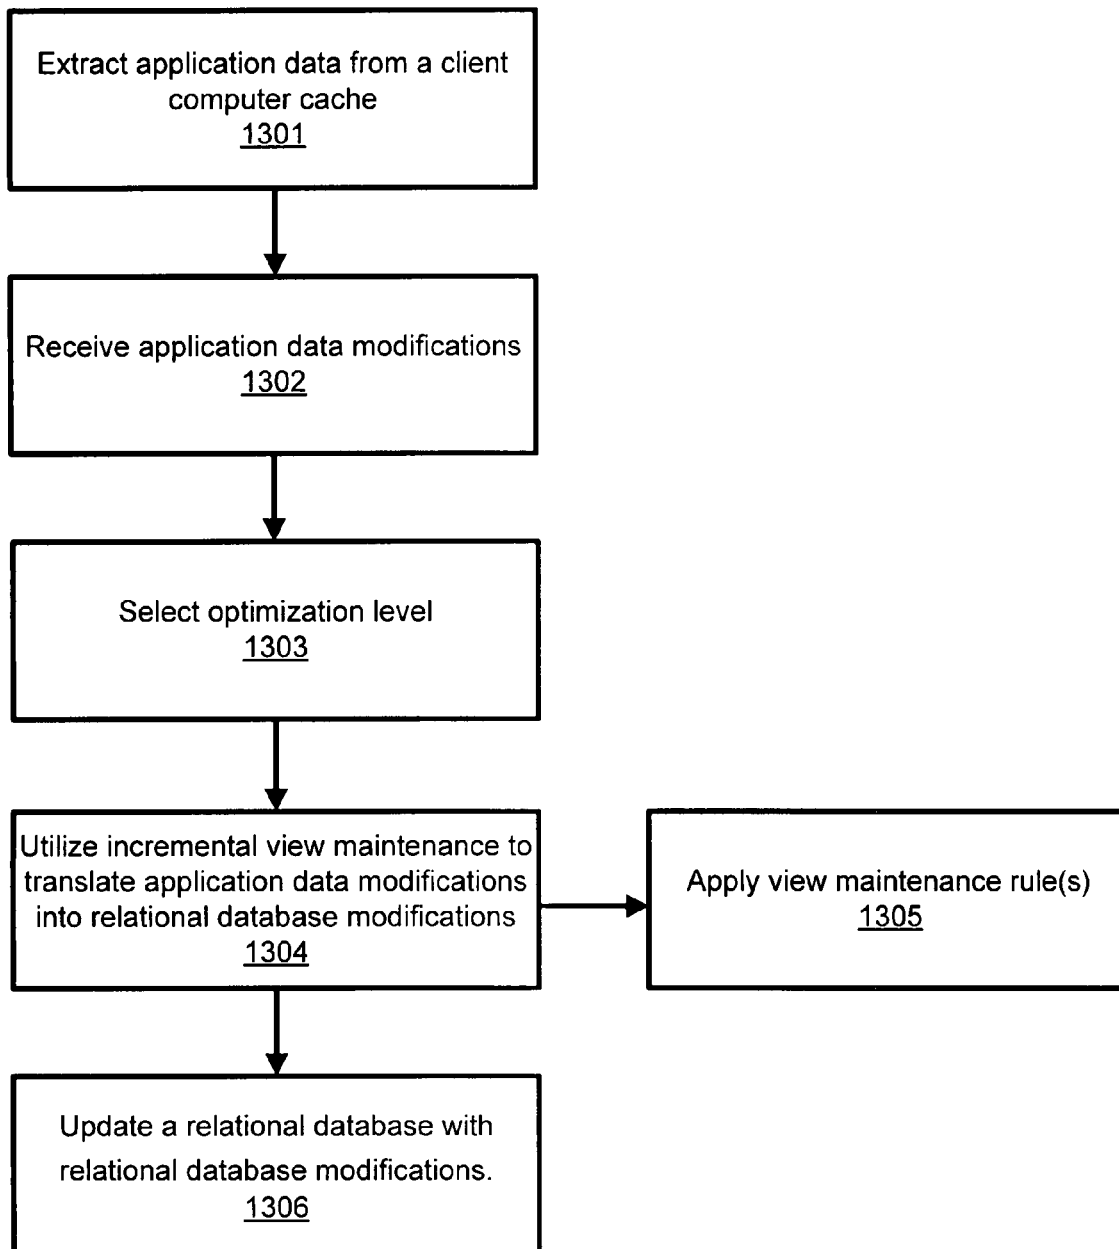 Extract application data from a client
computer cache
1301
Receive application data modifications
1302
Select optimization level
1303
Utilize incremental view maintenance to
translate application data modifications
into relational database modifications
1304
Apply view maintenance rule(s)
1305
Update a relational database with
relational database modifications.
1306